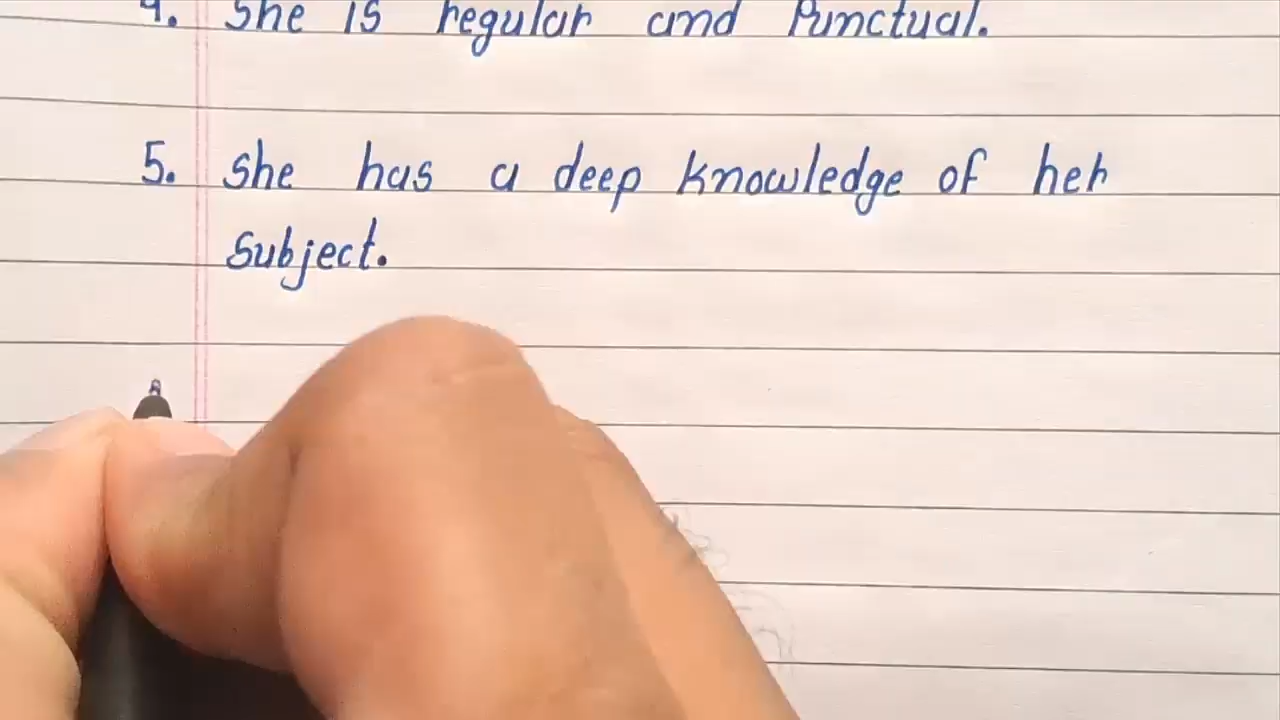 4. She is regular and Punctual.
5. She has a deep knowledge of her
Subject.